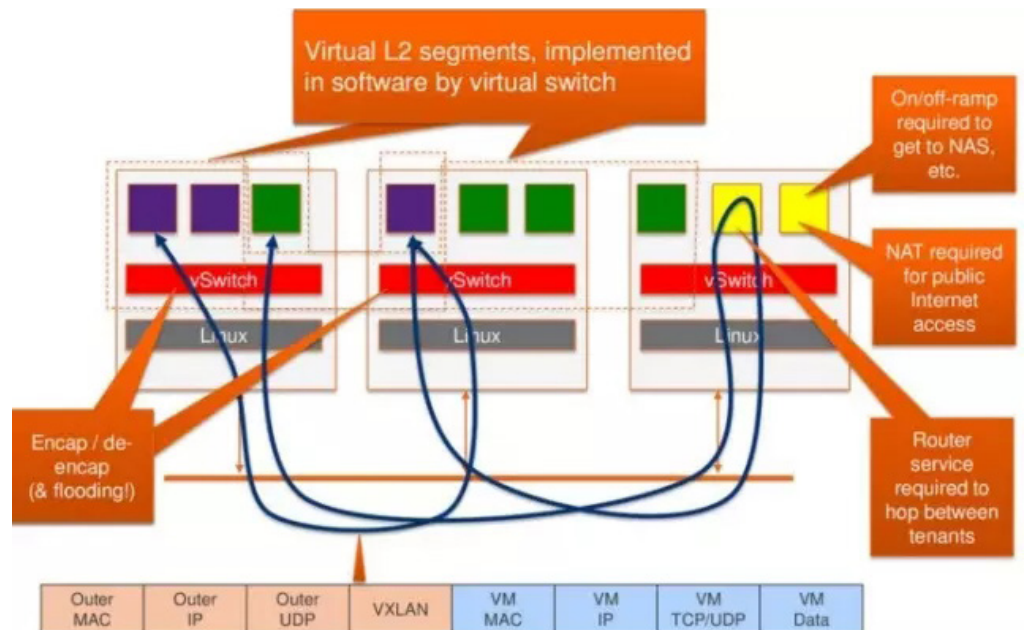 Virtual L2 segments, implemented
in software by virtual switch
On/off-ramp
required to
get to NAS,
etc.
vSwitch
vSwitch
vSwitch
NAT required
for public
Internet
access
Linux
Linux
Linux
Encap / de-
encap
(& flooding!)
Router
service
required to
hop between
tenants
Outer
MAC
Outer
IP
Outer
UDP
VXLAN
VM
MAC
VM
IP
VM
TCP/UDP
VM
Data